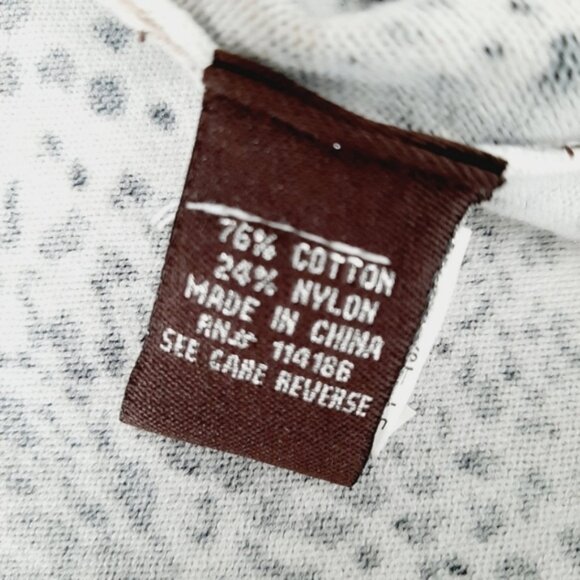 76% COTTON
24% NYLON
MADE IN CHINA
RN# 114186
SEE CARE REVERSE